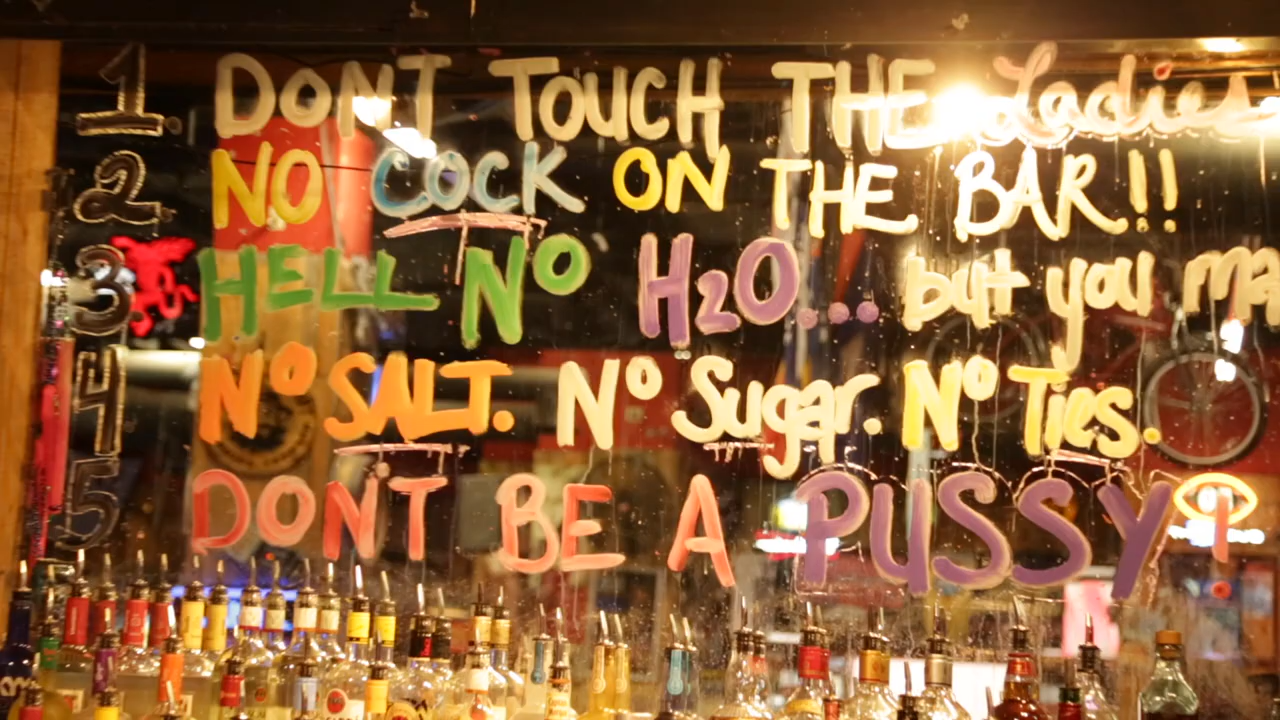 1. DONT TOUCH THE Ladies
2. NO COCK ON THE BAR!!
3. HELL NO H2O... but you ma
4. NO SALT. NO Sugar. NO Ties.
5 DONT BE A PUSSY